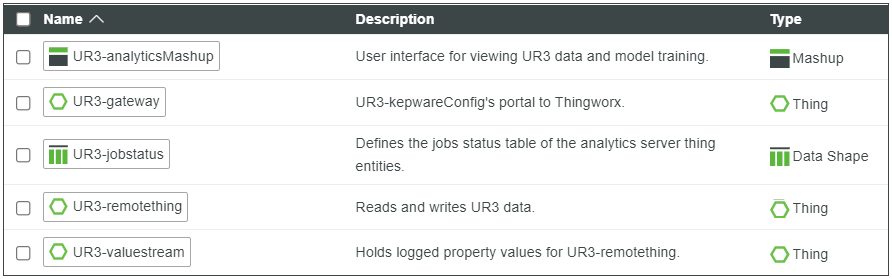 Name Description Type
UR3-analyticsMashup User interface for viewing UR3 data and model training. Mashup
UR3-gateway UR3-kepwareConfig's portal to Thingworx. Thing
UR3-jobstatus Defines the jobs status table of the analytics server thing
entities. Data Shape
UR3-remotething Reads and writes UR3 data. Thing
UR3-valuestream Holds logged property values for UR3-remotething. Thing